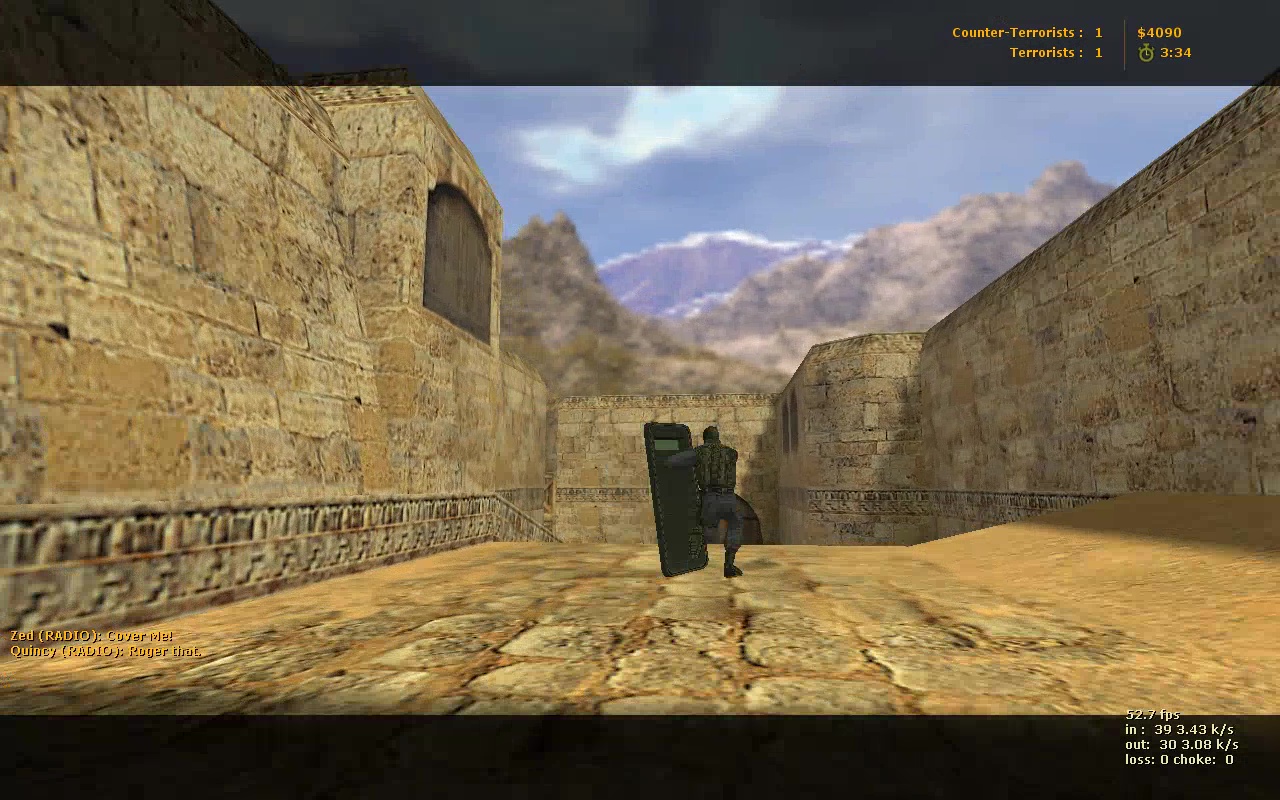 Counter-Terrorists : 1
$4090
Terrorists : 1
3:34
Zed (RADIO): Cover Me!
Quincy (RADIO): Roger that.
52.7 fps
in : 39 3.43 k/s
out: 30 3.08 k/s
loss: 0 choke: 0